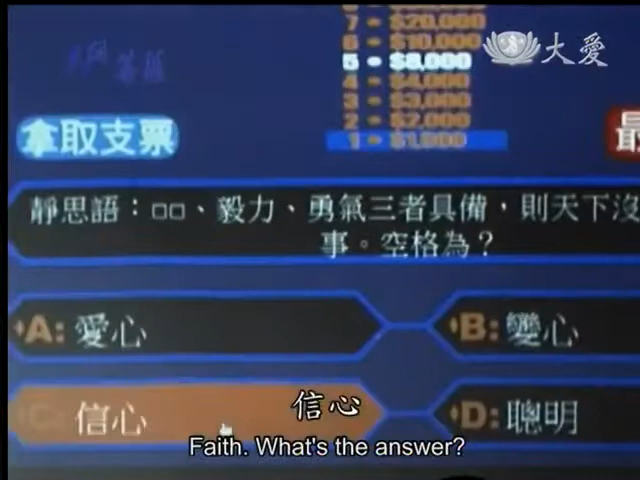 7 = $20,000
6 = $10,000
大愛
5 = $8,000
4 = $4,000
3 = $3,000
2 = $2,000
1 = $1,000
拿取支票
最
靜思語：□□、毅力、勇氣三者具備，則天下沒
事。空格為？
A: 愛心
B: 變心
C 信心
D: 聰明
信心
Faith. What's the answer?